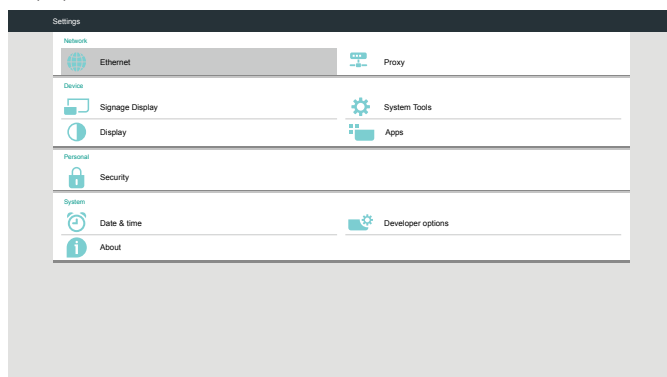 Settings
Network
Ethernet
Proxy
Device
Signage Display
System Tools
Display
Apps
Personal
Security
System
Date & time
Developer options
About